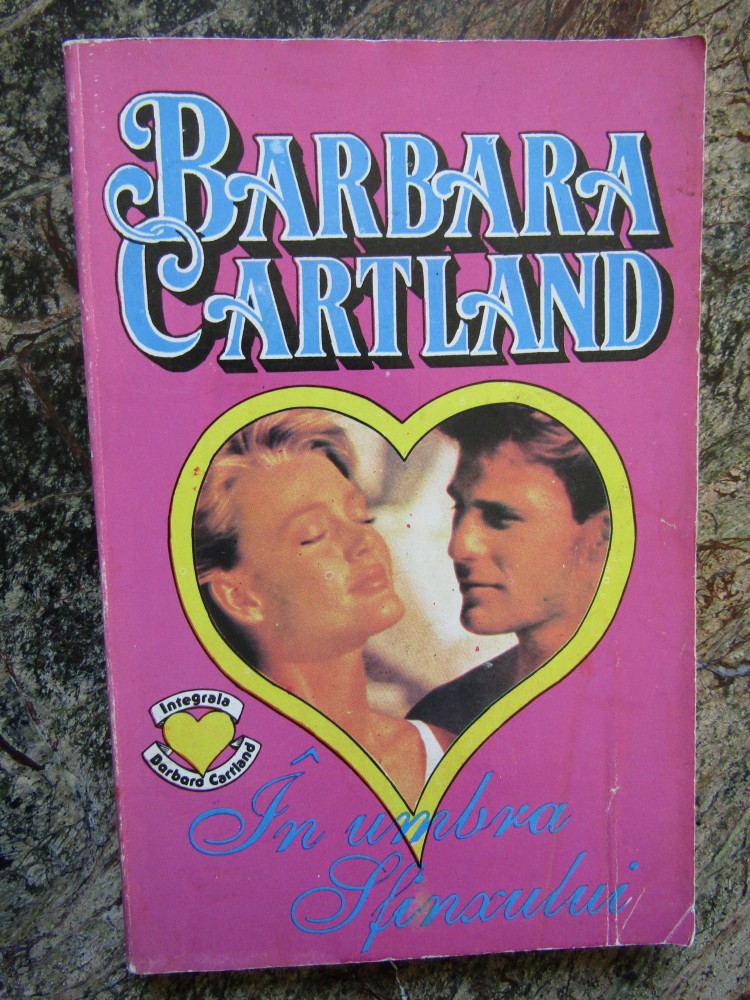 BARBARA
CARTLAND
Integrala
Barbara Cartland
În umbra
Sfinxului